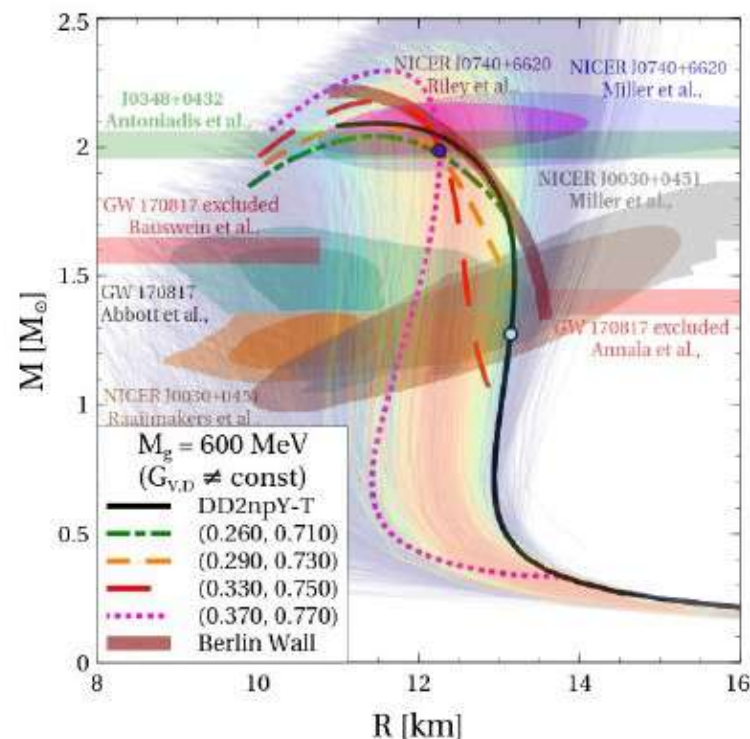 2.5
NICER J0740+6620
Riley et al.,
NICER J0740+6620
Miller et al.,
J0348+0432
Antoniadis et al.,
2
NICER J0030+0451
Miller et al.,
GW 170817 excluded
Bauswein et al.,
1.5
GW 170817
Abbott et al.,
GW 170817 excluded
Annala et al.,
M [M⊙]
1
NICER J0030+0451
Raaijmakers et al.,
M_g = 600 MeV
(G_V,D ≠ const)
DD2npY-T
(0.260, 0.710)
(0.290, 0.730)
(0.330, 0.750)
(0.370, 0.770)
Berlin Wall
0.5
0
8 10 12 14 16
R [km]